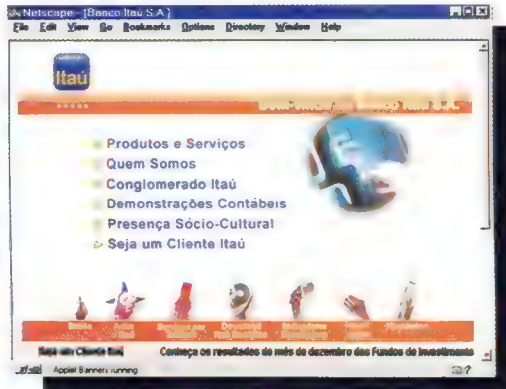 Netscape - [Banco Itaú S.A.]
File Edit View Go Bookmarks Options Directory Window Help
Itaú
Banco Itaú S.A.
Produtos e Serviços
Quem Somos
Conglomerado Itaú
Demonstrações Contábeis
Presença Sócio-Cultural
Seja um Cliente Itaú
Seja um Cliente Itaú
Conheça os resultados do mês de dezembro dos Fundos de Investimento
Applet Banners running